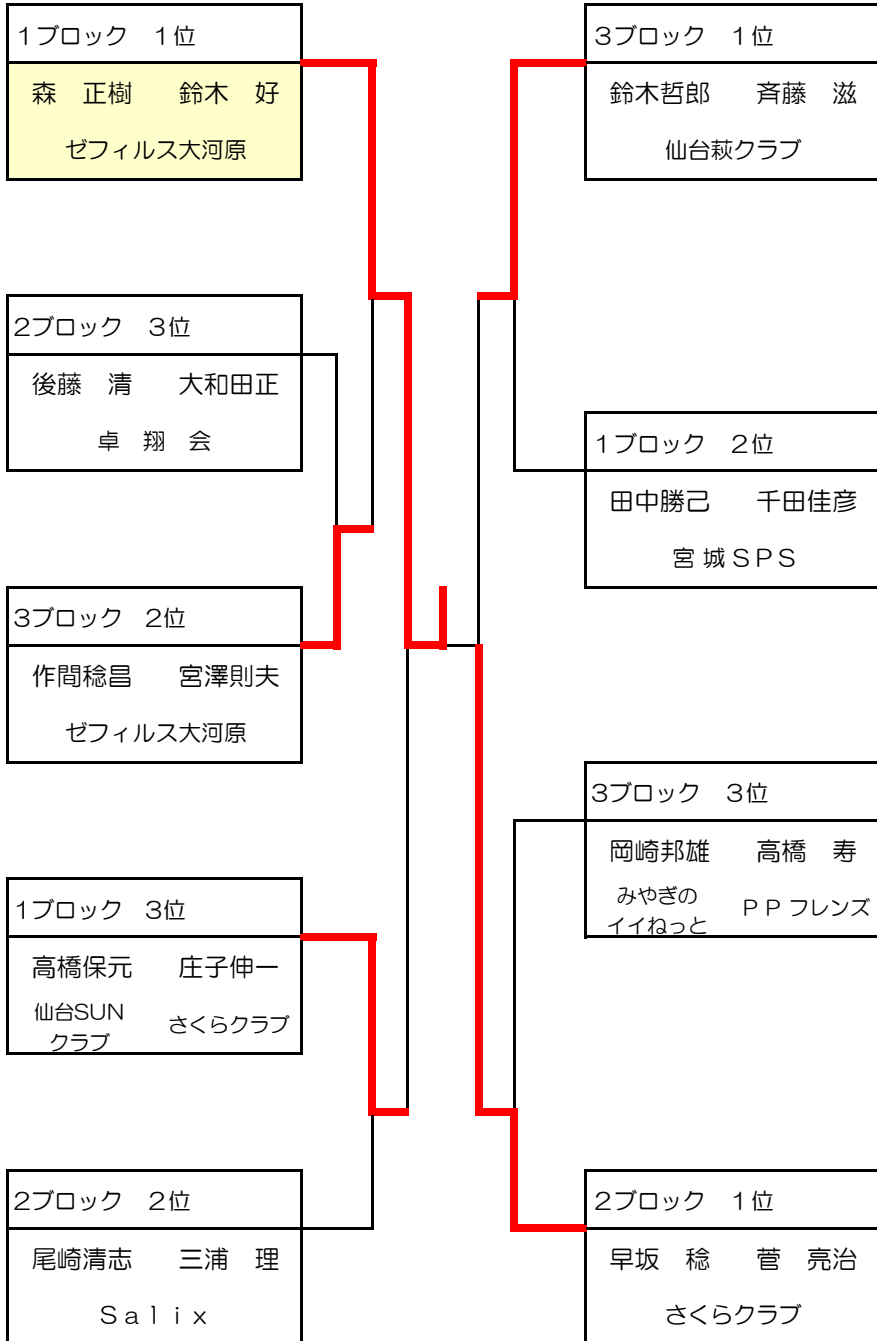 1ブロック　1位
森　正樹　　鈴木　好
ゼフィルス大河原
2ブロック　3位
後藤　清　　大和田正
卓　翔　会
3ブロック　2位
作間稔昌　　宮澤則夫
ゼフィルス大河原
1ブロック　3位
高橋保元　　庄子伸一
仙台SUN
クラブ
さくらクラブ
2ブロック　2位
尾崎清志　　三浦　理
Ｓａｌｉｘ
3ブロック　1位
鈴木哲郎　　斉藤　滋
仙台萩クラブ
1ブロック　2位
田中勝己　　千田佳彦
宮 城 S P S
3ブロック　3位
岡崎邦雄　　高橋　寿
みやぎの
イイねっと
P P フレンズ
2ブロック　1位
早坂　稔　　菅　亮治
さくらクラブ